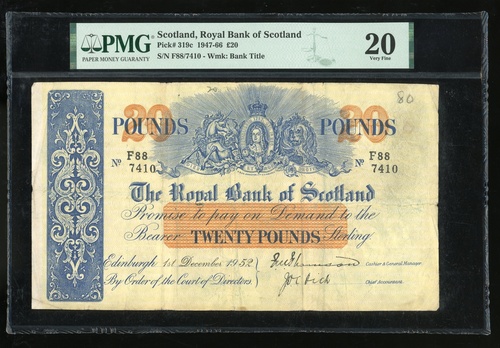 PMG
PAPER MONEY GUARANTY
Scotland, Royal Bank of Scotland
Pick# 319c 1947-66 £20
S/N F88/7410 - Wmk: Bank Title
20
Very Fine
20
80
20 20
POUNDS POUNDS
F88 F88
Nº 7410 Nº 7410
The Royal Bank of Scotland
Promise to pay on Demand to the
Bearer TWENTY POUNDS Sterling
Edinburgh 1st December 1952
Cashier & General Manager.
By Order of the Court of Directors
Chief Accountant.